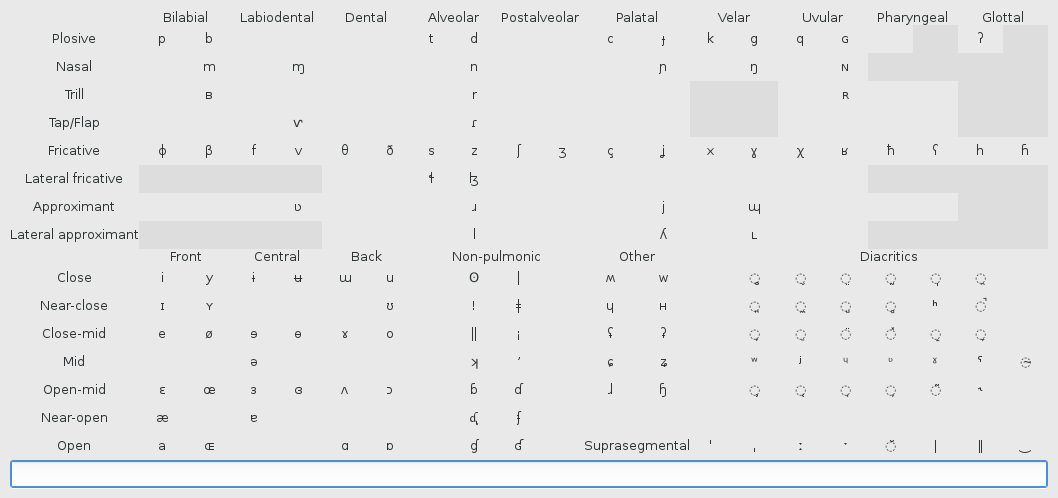 Bilabial Labiodental Dental Alveolar Postalveolar Palatal Velar Uvular Pharyngeal Glottal
Plosive p b t d c ɟ k ɡ q ɢ ʔ
Nasal m ɱ n ɲ ŋ ɴ
Trill ʙ r ʀ
Tap/Flap ⱱ ɾ
Fricative ɸ β f v θ ð s z ʃ ʒ ç ʝ x ɣ χ ʁ ħ ʕ h ɦ
Lateral fricative ɬ ɮ
Approximant ʋ ɹ j ɰ
Lateral approximant l ʎ ʟ
Front Central Back Non-pulmonic Other Diacritics
Close i y ɨ ʉ ɯ u ʘ ǀ ʍ w
Near-close ɪ ʏ ʊ ǃ ǂ ɥ ʜ ʰ
Close-mid e ø ɘ ɵ ɤ o ǁ ¡ ʢ ʡ
Mid ə ʞ ʼ ɕ ʑ ʷ ʲ ᶣ ᶹ ˠ ˤ
Open-mid ɛ œ ɜ ɞ ʌ ɔ ɓ ɗ ɺ ɧ ˞
Near-open æ ɐ ᶑ ʄ
Open a ɶ ɑ ɒ ɠ ʛ Suprasegmental ˈ ˌ ː ˑ | ‖ ‿